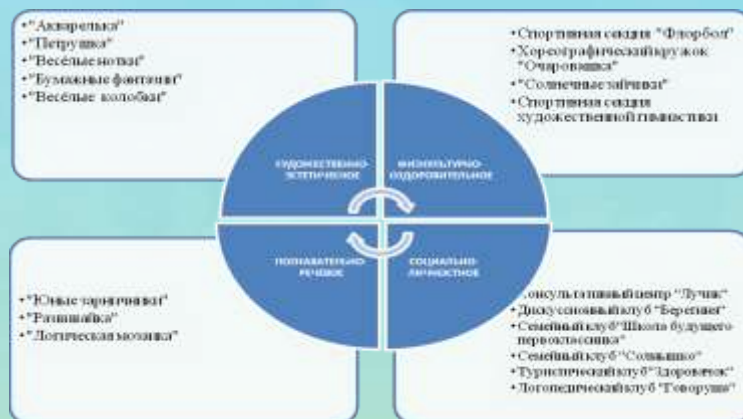 •"Акварелька"
•"Петрушка"
•"Весёлые нотки"
•"Бумажные фантазии"
•"Весёлые колобки"
•Спортивная секция "Флорбол"
•Хореографический кружок
"Очаровашка"
•"Солнечные зайчики"
•Спортивная секция
художественной гимнастики
ХУДОЖЕСТВЕННО-
ЭСТЕТИЧЕСКОЕ
ФИЗКУЛЬТУРНО-
ОЗДОРОВИТЕЛЬНОЕ
ПОЗНАВАТЕЛЬНО-
РЕЧЕВОЕ
СОЦИАЛЬНО-
ЛИЧНОСТНОЕ
•"Юные зарничники"
•"Развивайка"
•"Логическая мозаика"
Консультативный центр "Лучик"
•Дискуссионный клуб "Берегиня"
•Семейный клуб "Школа будущего
первоклассника"
•Семейный клуб "Солнышко"
•Туристический клуб "Здоровячок"
•Логопедический клуб "Говоруша"